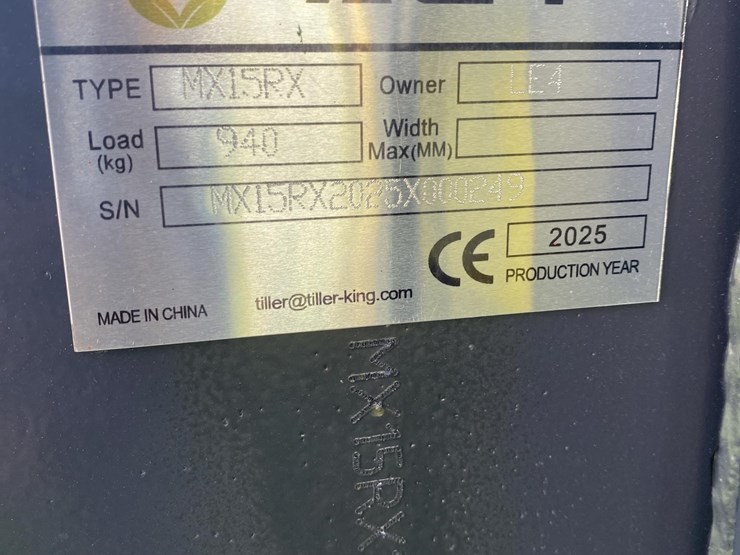 TYPE MX15RX Owner LE4
Load (kg) 940 Width Max(MM)
S/N MX15RX2025X000249
CE 2025
PRODUCTION YEAR
MADE IN CHINA tiller@tiller-king.com
MX15RX